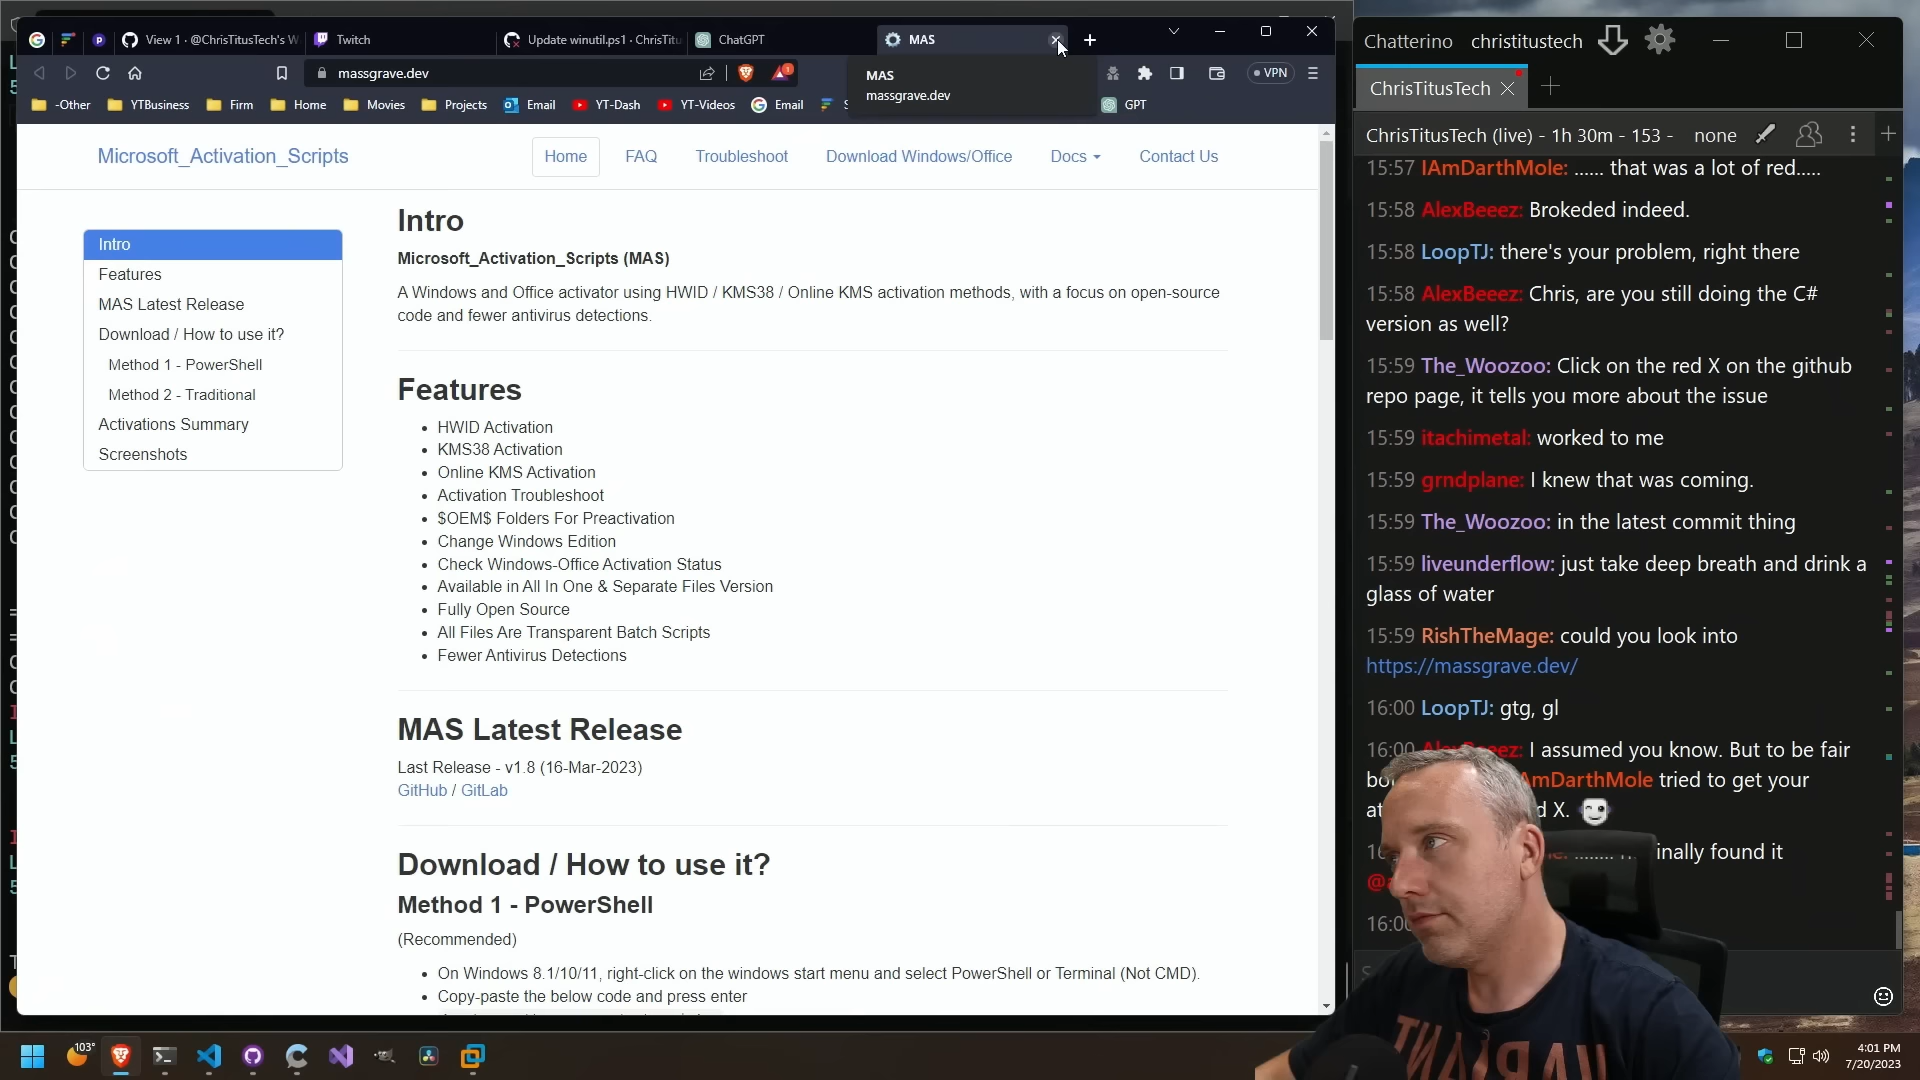 View 1 · @ChrisTitusTech's W
Twitch
Update winutil.ps1 · ChrisTitu
ChatGPT
MAS
massgrave.dev
1
VPN
MAS
massgrave.dev
-Other
YTBusiness
Firm
Home
Movies
Projects
Email
YT-Dash
YT-Videos
Email
GPT
Microsoft_Activation_Scripts
Home
FAQ
Troubleshoot
Download Windows/Office
Docs
Contact Us
Intro
Features
MAS Latest Release
Download / How to use it?
Method 1 - PowerShell
Method 2 - Traditional
Activations Summary
Screenshots
Intro
Microsoft_Activation_Scripts (MAS)
A Windows and Office activator using HWID / KMS38 / Online KMS activation methods, with a focus on open-source
code and fewer antivirus detections.
Features
• HWID Activation
• KMS38 Activation
• Online KMS Activation
• Activation Troubleshoot
• $OEM$ Folders For Preactivation
• Change Windows Edition
• Check Windows-Office Activation Status
• Available in All In One & Separate Files Version
• Fully Open Source
• All Files Are Transparent Batch Scripts
• Fewer Antivirus Detections
MAS Latest Release
Last Release - v1.8 (16-Mar-2023)
GitHub / GitLab
Download / How to use it?
Method 1 - PowerShell
(Recommended)
• On Windows 8.1/10/11, right-click on the windows start menu and select PowerShell or Terminal (Not CMD).
• Copy-paste the below code and press enter
Chatterino christitustech
ChrisTitusTech
ChrisTitusTech (live) - 1h 30m - 153 - none
15:57 IAmDarthMole: ...... that was a lot of red.....
15:58 AlexBeeez: Brokeded indeed.
15:58 LoopTJ: there's your problem, right there
15:58 AlexBeeez: Chris, are you still doing the C#
version as well?
15:59 The_Woozoo: Click on the red X on the github
repo page, it tells you more about the issue
15:59 itachimetal: worked to me
15:59 grndplane: I knew that was coming.
15:59 The_Woozoo: in the latest commit thing
15:59 liveunderflow: just take deep breath and drink a
glass of water
15:59 RishTheMage: could you look into
https://massgrave.dev/
16:00 LoopTJ: gtg, gl
16:00 AlexBeeez: I assumed you know. But to be fair
AmDarthMole tried to get your
X.
inally found it
16:00
103°
4:01 PM
7/20/2023